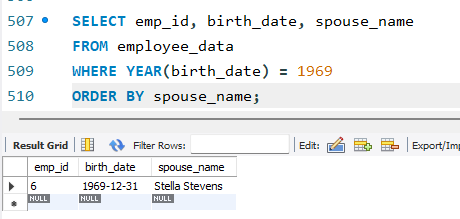 507 SELECT emp_id, birth_date, spouse_name
508 FROM employee_data
509 WHERE YEAR(birth_date) = 1969
510 ORDER BY spouse_name;
Result Grid Filter Rows: Edit: Export/Imp
emp_id birth_date spouse_name
6 1969-12-31 Stella Stevens
NULL NULL NULL